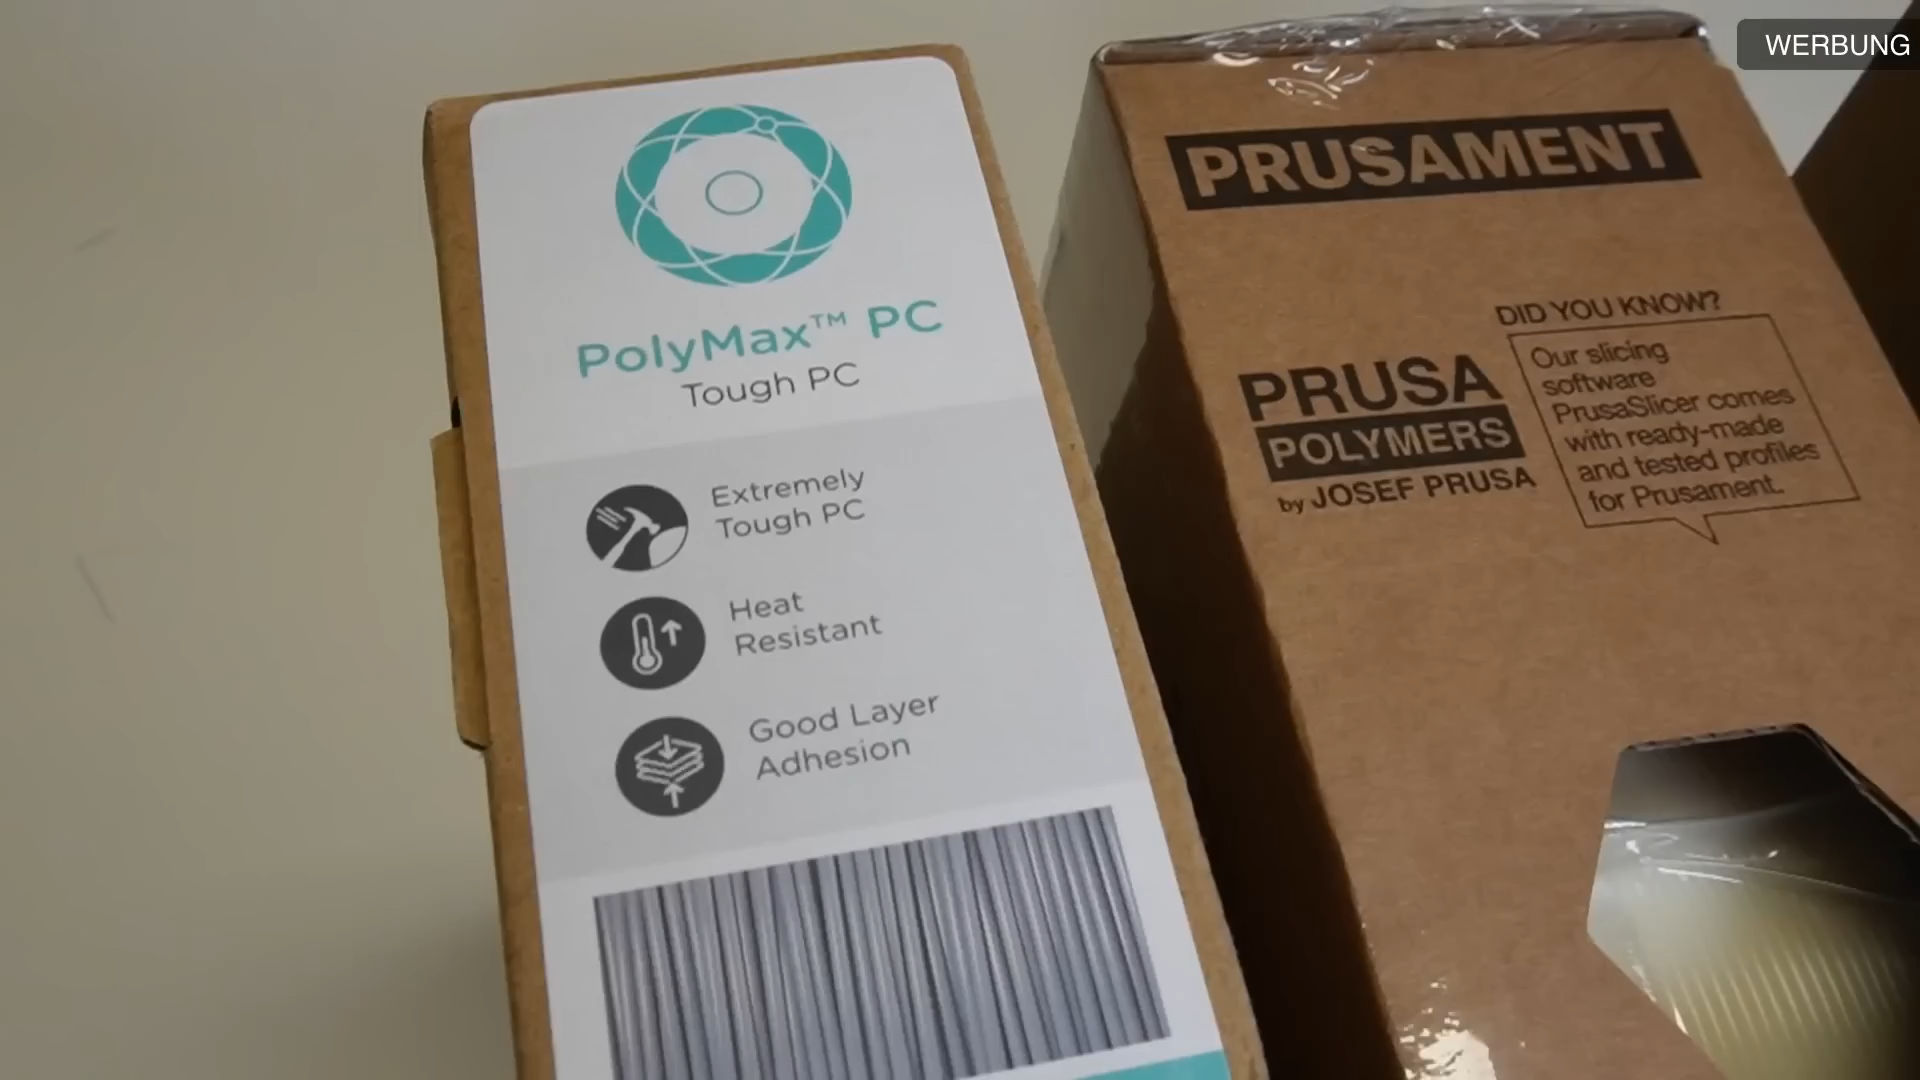 WERBUNG
PolyMax™ PC
Tough PC
Extremely
Tough PC
Heat
Resistant
Good Layer
Adhesion
PRUSAMENT
DID YOU KNOW?
Our slicing
software
PrusaSlicer comes
with ready-made
and tested profiles
for Prusament.
PRUSA
POLYMERS
by JOSEF PRUSA